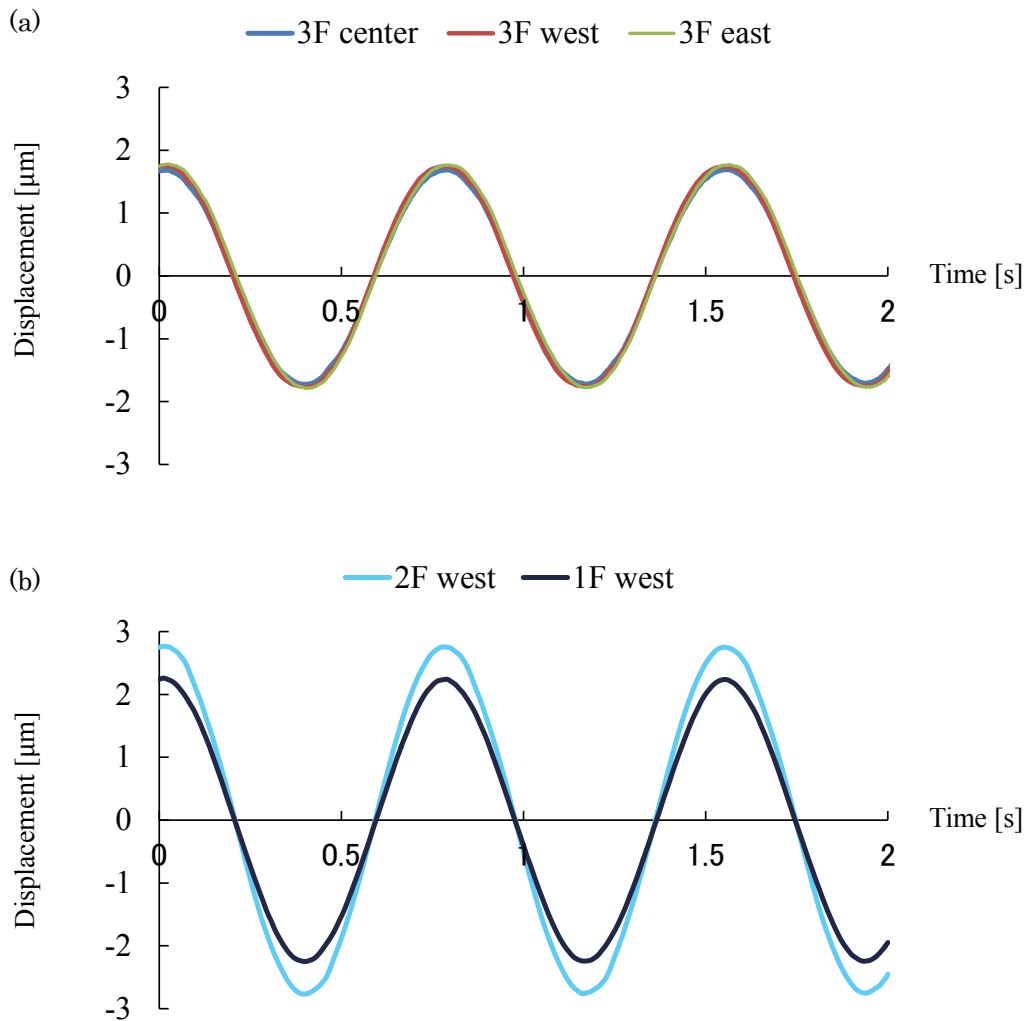 (a)
3F center 3F west 3F east
3
2
1
0
-1
-2
-3
Displacement [μm]
0 0.5 1 1.5 2
Time [s]
(b)
2F west 1F west
3
2
1
0
-1
-2
-3
Displacement [μm]
0 0.5 1 1.5 2
Time [s]